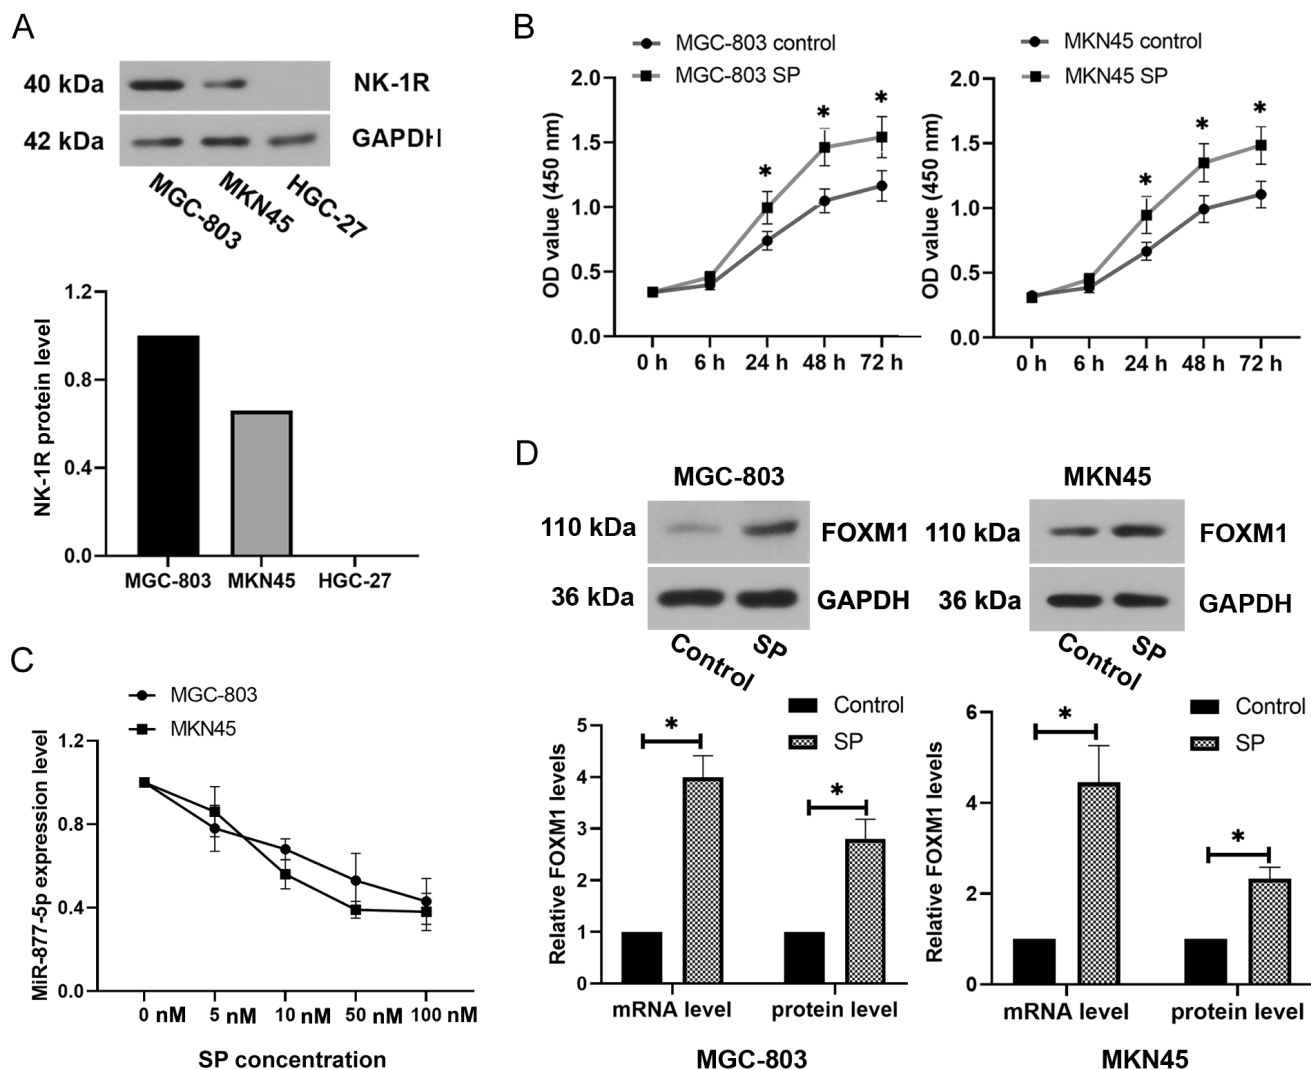 A
40 kDa NK-1R
42 kDa GAPDH
MGC-803 MKN45 HGC-27
NK-1R protein level
1.2
0.8
0.4
0.0
MGC-803 MKN45 HGC-27
B
MGC-803 control
MGC-803 SP
OD value (450 nm)
2.0
1.5
1.0
0.5
0.0
* * *
0 h 6 h 24 h 48 h 72 h
MKN45 control
MKN45 SP
OD value (450 nm)
2.0
1.5
1.0
0.5
0.0
* * *
0 h 6 h 24 h 48 h 72 h
C
MGC-803
MKN45
MiR-877-5p expression level
1.2
0.8
0.4
0.0
0 nM 5 nM 10 nM 50 nM 100 nM
SP concentration
D
MGC-803
110 kDa FOXM1
36 kDa GAPDH
Control SP
MKN45
110 kDa FOXM1
36 kDa GAPDH
Control SP
Control
SP
Relative FOXM1 levels
5
4
3
2
1
0
* *
mRNA level protein level
MGC-803
Control
SP
Relative FOXM1 levels
6
4
2
0
* *
mRNA level protein level
MKN45